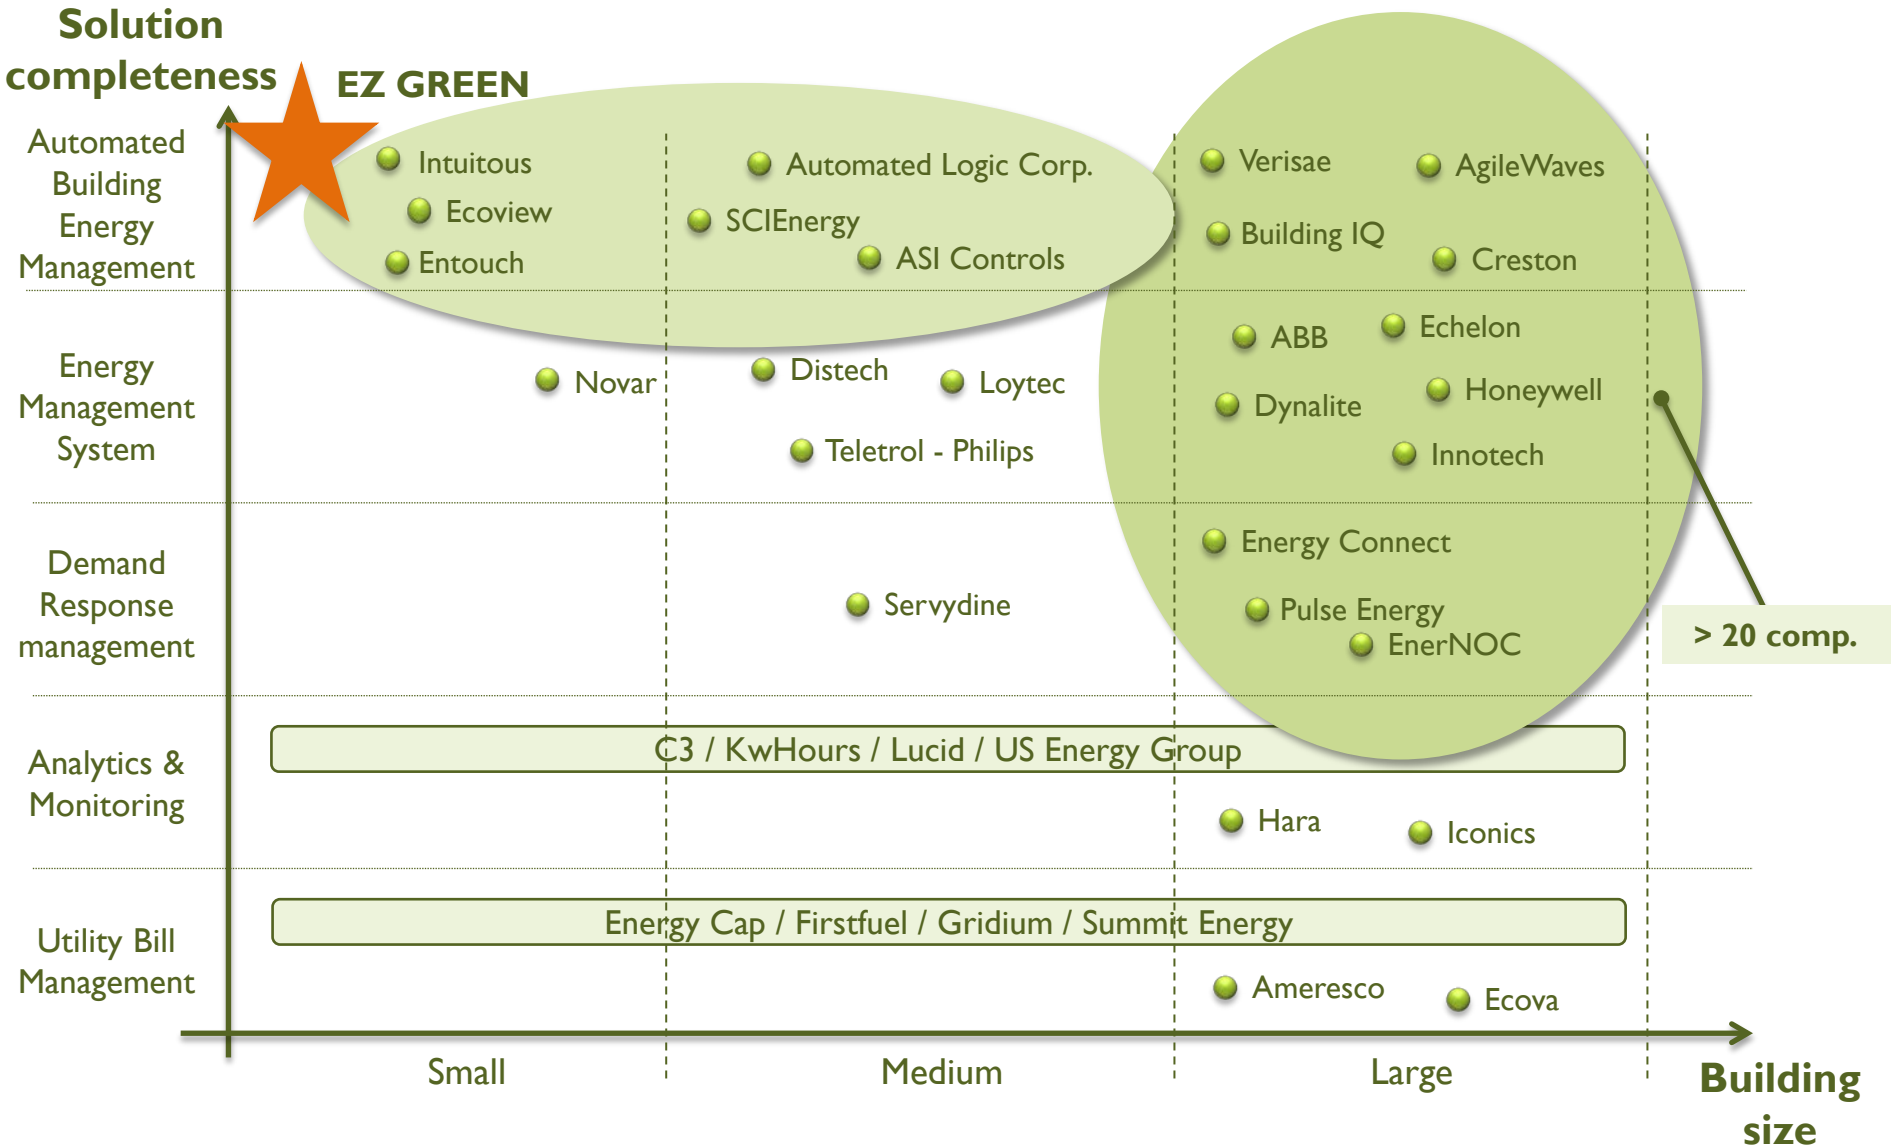 Solution
completeness
EZ GREEN
Automated
Building
Energy
Management
Intuitous
Ecoview
Entouch
Automated Logic Corp.
SCIEnergy
ASI Controls
Verisae
AgileWaves
Building IQ
Creston
Energy
Management
System
Novar
Distech
Loytec
Teletrol - Philips
ABB
Echelon
Dynalite
Honeywell
Innotech
Demand
Response
management
Servydine
Energy Connect
Pulse Energy
EnerNOC
> 20 comp.
Analytics &
Monitoring
C3 / KwHours / Lucid / US Energy Group
Hara
Iconics
Utility Bill
Management
Energy Cap / Firstfuel / Gridium / Summit Energy
Ameresco
Ecova
Small
Medium
Large
Building
size